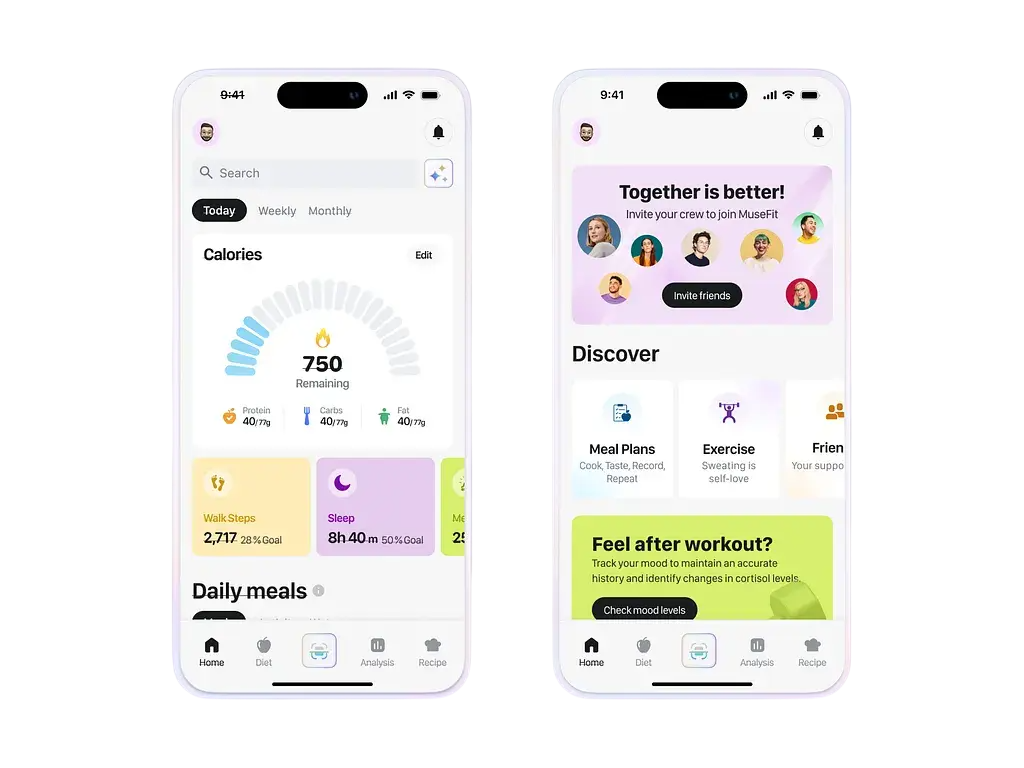 9:41
Search
Today Weekly Monthly
Calories Edit
750
Remaining
Protein
40/77g
Carbs
40/77g
Fat
40/77g
Walk Steps
2,717 28% Goal
Sleep
8h 40 m 50% Goal
Me
25
Daily meals
Home Diet Analysis Recipe
9:41
Together is better!
Invite your crew to join MuseFit
Invite friends
Discover
Meal Plans
Cook, Taste, Record,
Repeat
Exercise
Sweating is
self-love
Frien
Your suppo
Feel after workout?
Track your mood to maintain an accurate
history and identify changes in cortisol levels.
Check mood levels
Home Diet Analysis Recipe